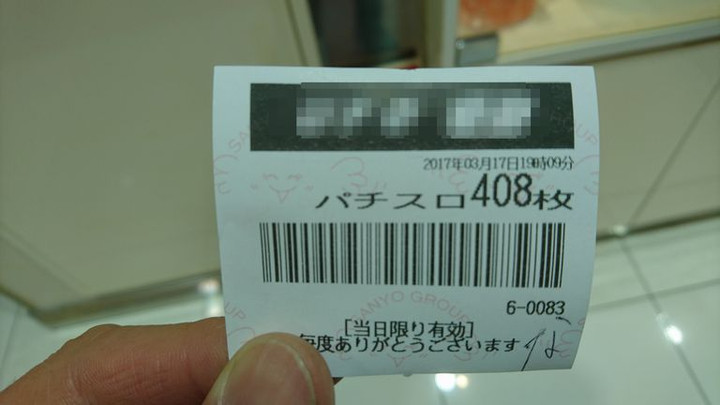 2017年03月17日19時09分
パチスロ408枚
6-0083
[当日限り有効]
毎度ありがとうございます
SANYO GROUP